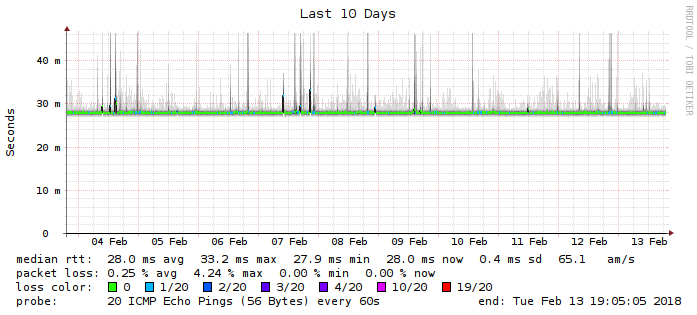 Last 10 Days
RRDTOOL / TOBI OETIKER
Seconds
40 m
30 m
20 m
10 m
0
04 Feb 05 Feb 06 Feb 07 Feb 08 Feb 09 Feb 10 Feb 11 Feb 12 Feb 13 Feb
median rtt: 28.0 ms avg 33.2 ms max 27.9 ms min 28.0 ms now 0.4 ms sd 65.1 am/s
packet loss: 0.25 % avg 4.24 % max 0.00 % min 0.00 % now
loss color: 0 1/20 2/20 3/20 4/20 10/20 19/20
probe: 20 ICMP Echo Pings (56 Bytes) every 60s end: Tue Feb 13 19:05:05 2018